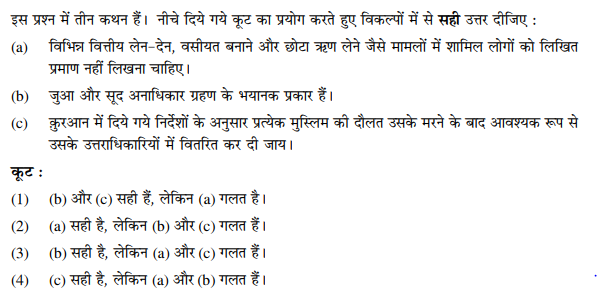 इस प्रश्न में तीन कथन हैं। नीचे दिये गये कूट का प्रयोग करते हुए विकल्पों में से सही उत्तर दीजिए :
(a) विभिन्न वित्तीय लेन-देन, वसीयत बनाने और छोटा ऋण लेने जैसे मामलों में शामिल लोगों को लिखित
प्रमाण नहीं लिखना चाहिए।
(b) जुआ और सूद अनाधिकार ग्रहण के भयानक प्रकार हैं।
(c) क़ुरआन में दिये गये निर्देशों के अनुसार प्रत्येक मुस्लिम की दौलत उसके मरने के बाद आवश्यक रूप से
उसके उत्तराधिकारियों में वितरित कर दी जाय।
कूट :
(1) (b) और (c) सही हैं, लेकिन (a) गलत है।
(2) (a) सही है, लेकिन (b) और (c) गलत हैं।
(3) (b) सही है, लेकिन (a) और (c) गलत हैं।
(4) (c) सही है, लेकिन (a) और (b) गलत हैं।